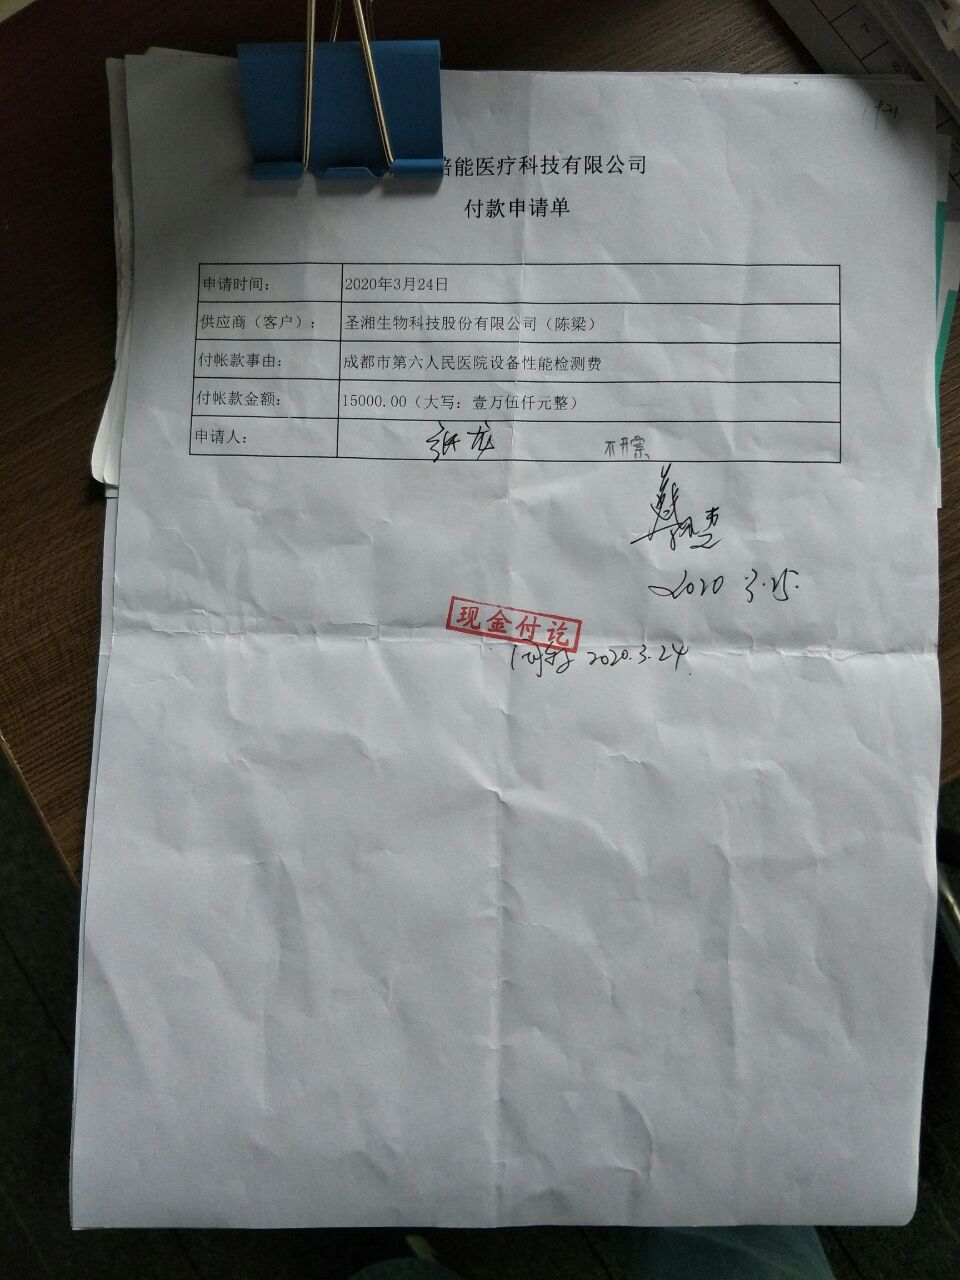 能医疗科技有限公司
付款申请单
申请时间： 2020年3月24日
供应商（客户）： 圣湘生物科技股份有限公司（陈梁）
付帐款事由: 成都市第六人民医院设备性能检测费
付帐款金额： 15000.00（大写：壹万伍仟元整）
申请人： 张龙 不开票
2020 3.25.
现金付讫
2020.3.24